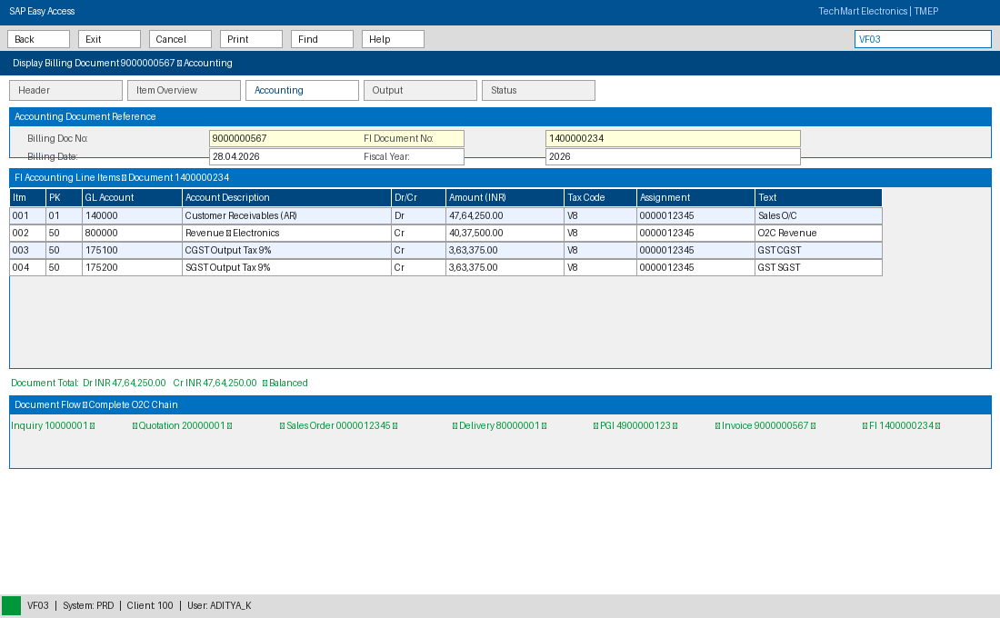 SAP Easy Access TechMart Electronics | TMEP
Back Exit Cancel Print Find Help VF03
Display Billing Document 9000000567 ▯ Accounting
Header Item Overview Accounting Output Status
Accounting Document Reference
Billing Doc No: 9000000567 FI Document No: 1400000234
Billing Date: 28.04.2026 Fiscal Year: 2026
FI Accounting Line Items ▯ Document 1400000234
Itm PK GL Account Account Description Dr/Cr Amount (INR) Tax Code Assignment Text
001 01 140000 Customer Receivables (AR) Dr 47,64,250.00 V8 0000012345 Sales O/C
002 50 800000 Revenue ▯ Electronics Cr 40,37,500.00 V8 0000012345 O2C Revenue
003 50 175100 CGST Output Tax 9% Cr 3,63,375.00 V8 0000012345 GST CGST
004 50 175200 SGST Output Tax 9% Cr 3,63,375.00 V8 0000012345 GST SGST
Document Total: Dr INR 47,64,250.00 Cr INR 47,64,250.00 ▯ Balanced
Document Flow ▯ Complete O2C Chain
Inquiry 10000001 ▯ ▯ Quotation 20000001 ▯ ▯ Sales Order 0000012345 ▯ ▯ Delivery 80000001 ▯ ▯ PGI 4900000123 ▯ ▯ Invoice 9000000567 ▯ ▯ FI 1400000234 ▯
VF03 | System: PRD | Client: 100 | User: ADITYA_K